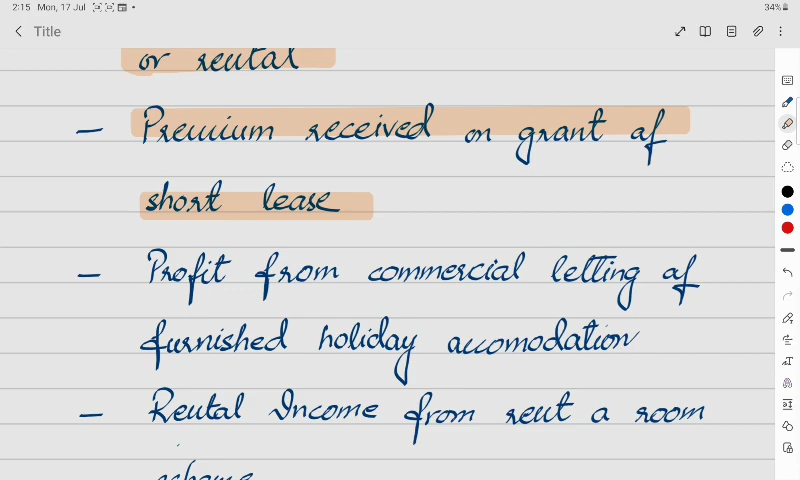 2:15 Mon, 17 Jul
34%
Title
or rental
- Premium received on grant of
short lease
- Profit from commercial letting of
furnished holiday accomodation
- Rental Income from rent a room
scheme